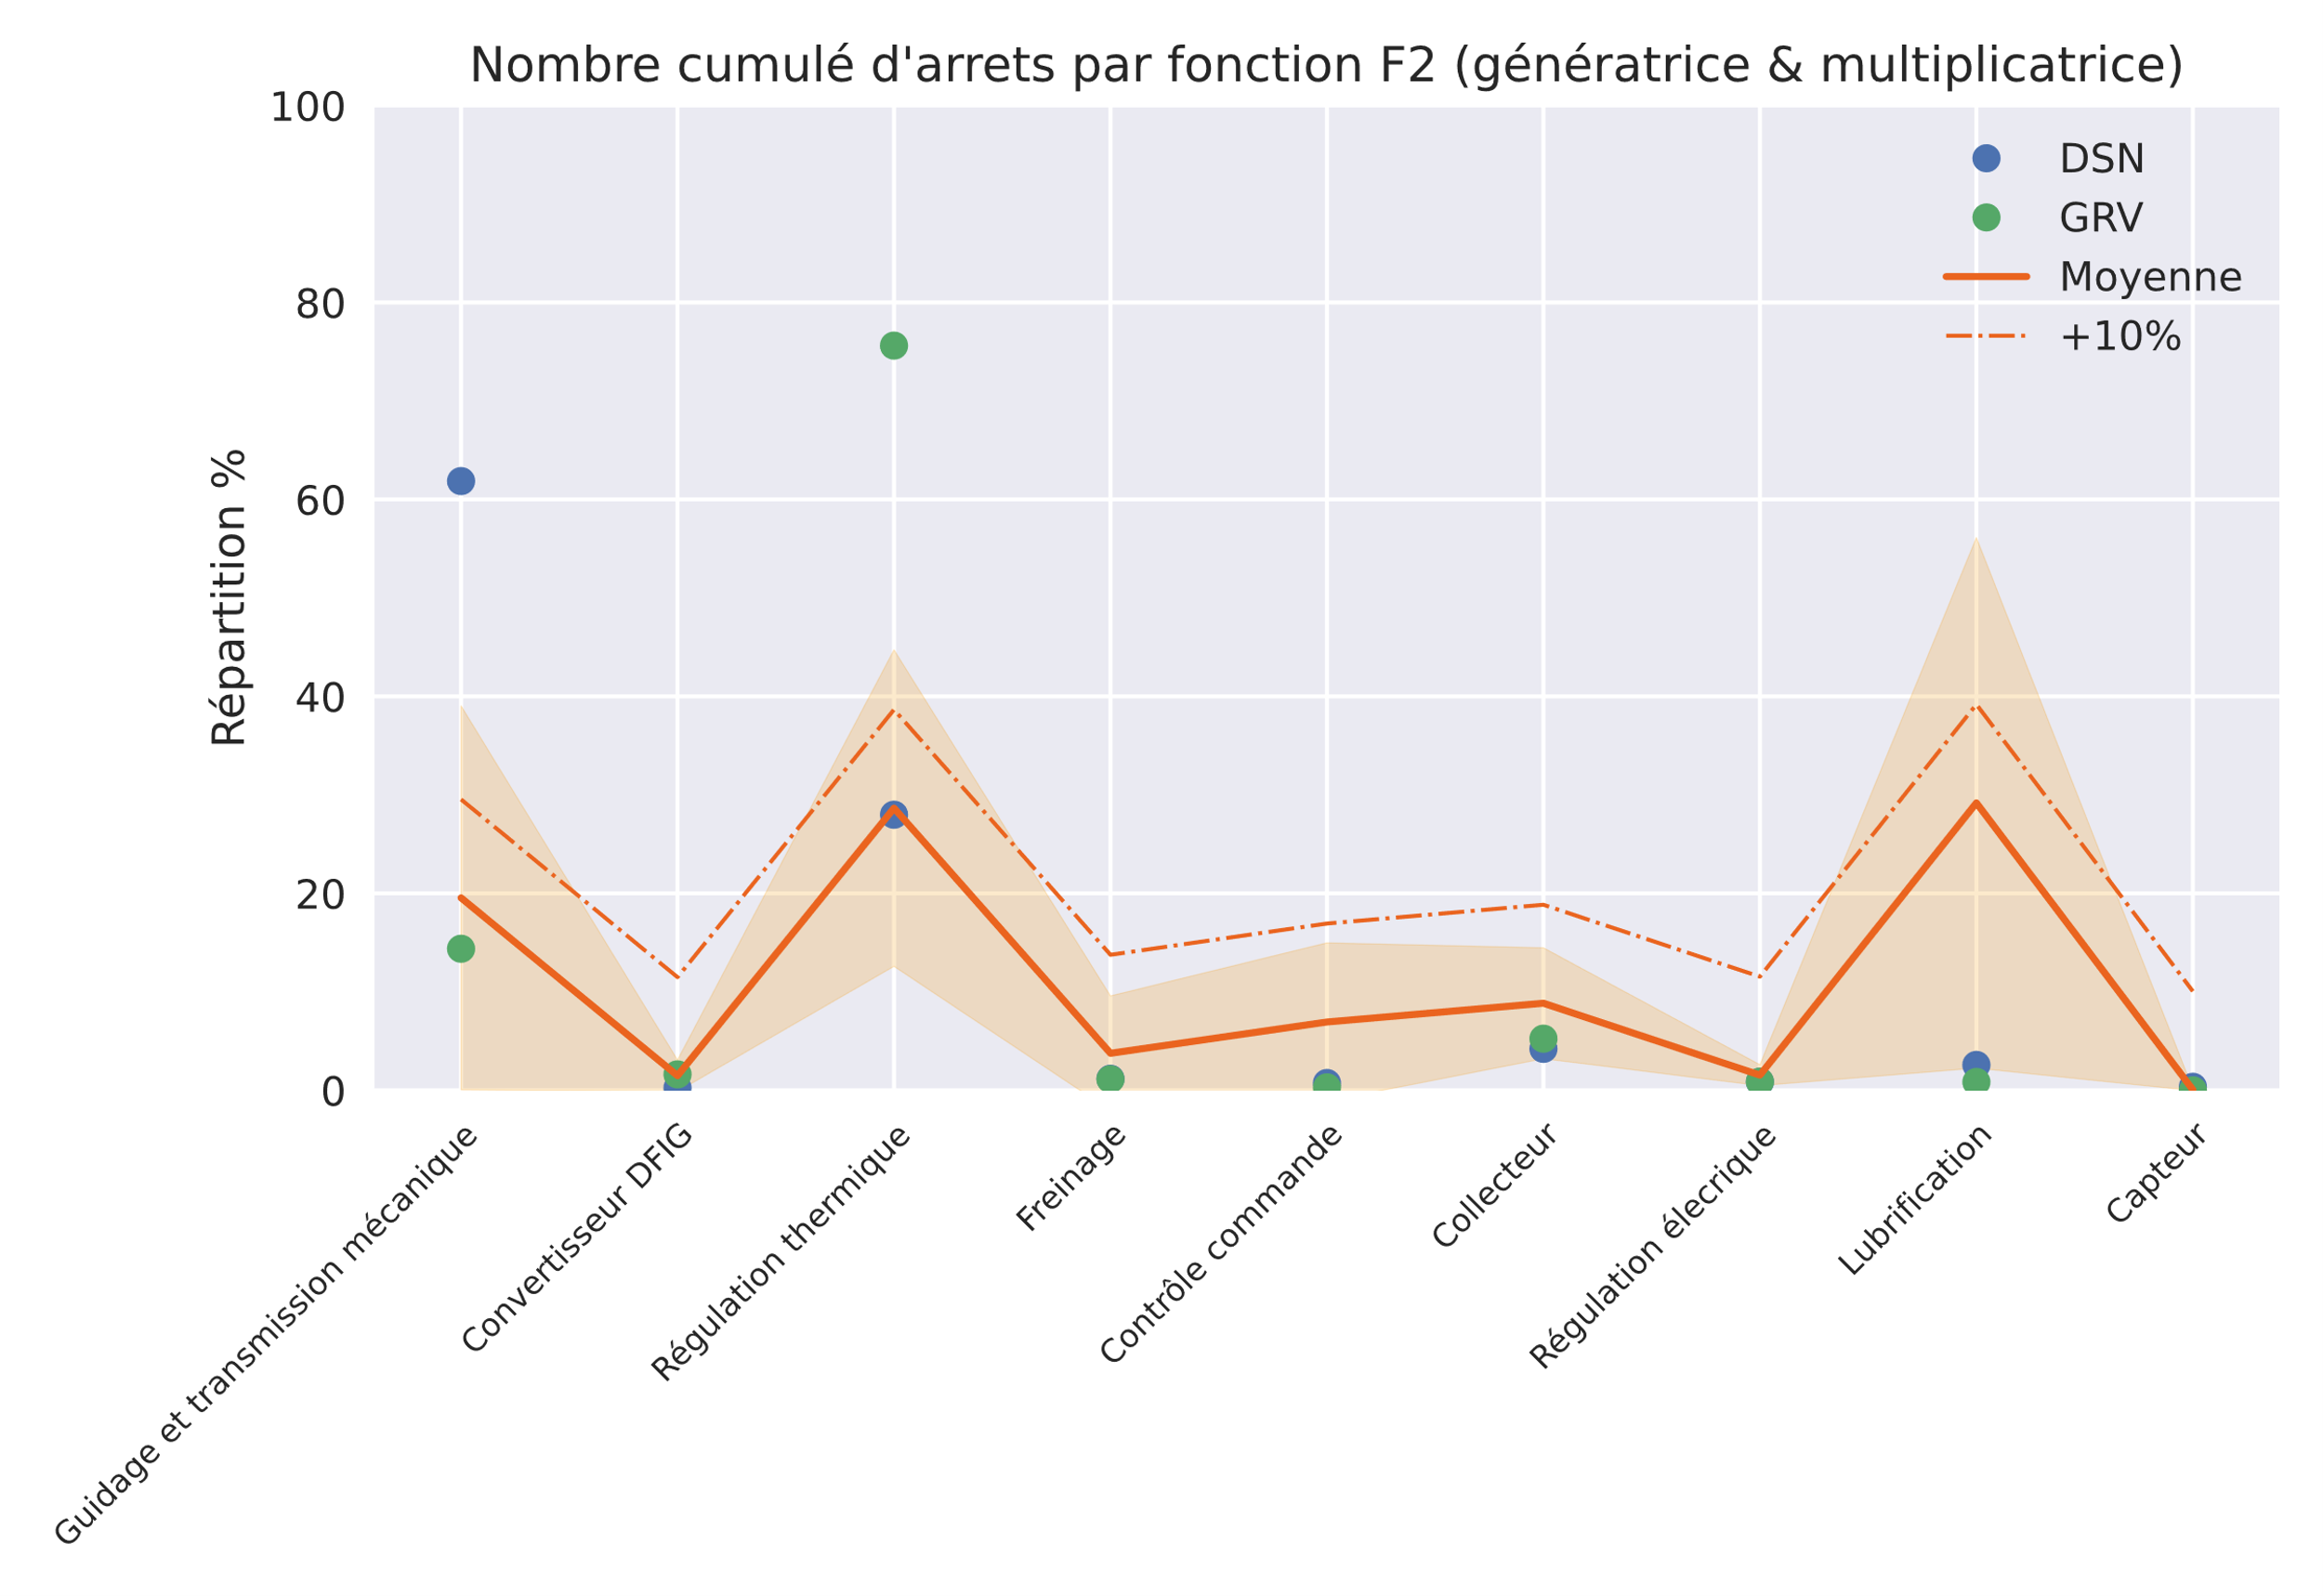 Nombre cumulé d'arrets par fonction F2 (génératrice & multiplicatrice)
100
80
60
40
20
0
Répartition %
DSN
GRV
Moyenne
+10%
Guidage et transmission mécanique
Convertisseur DFIG
Régulation thermique
Freinage
Contrôle commande
Collecteur
Régulation élecrique
Lubrification
Capteur